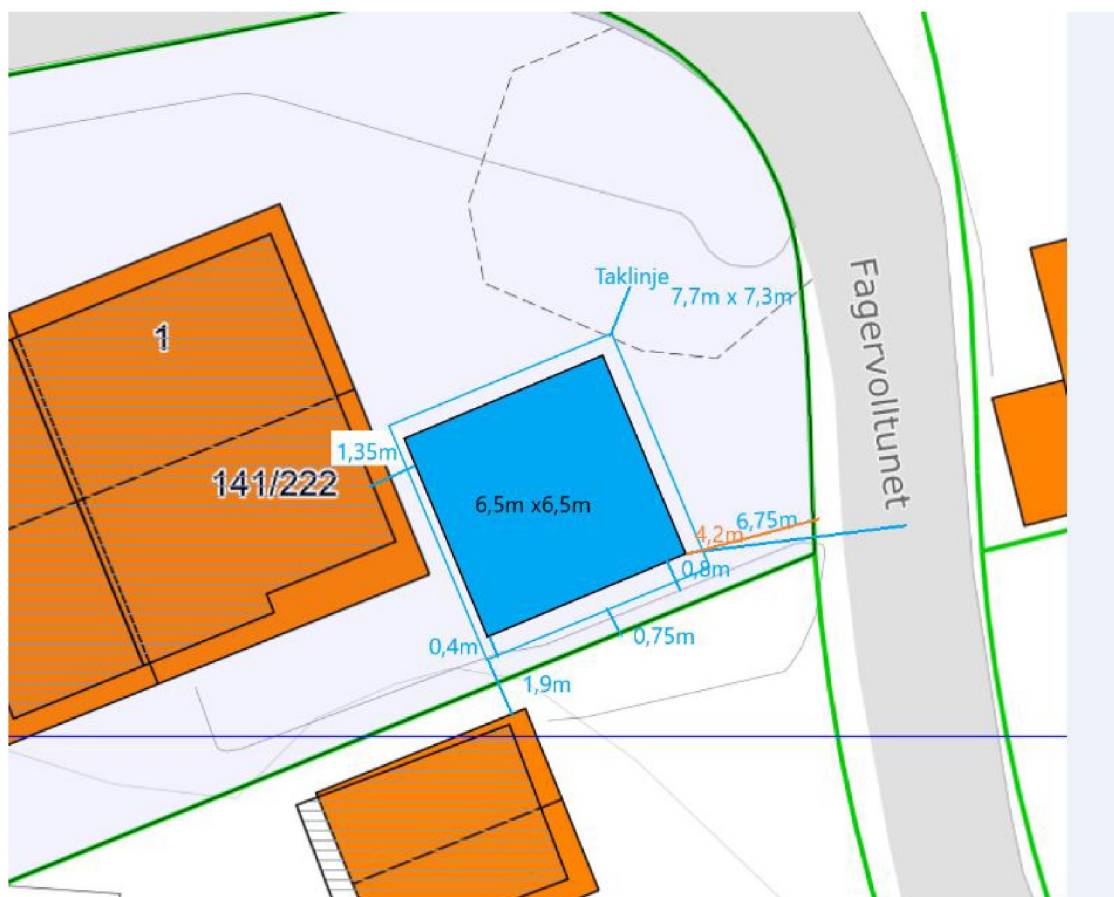 Taklinje
7,7m x 7,3m
Fagervolltunet
1
1,35m
141/222
6,5m x6,5m
6,75m
4,2m
0,8m
0,4m
0,75m
1,9m